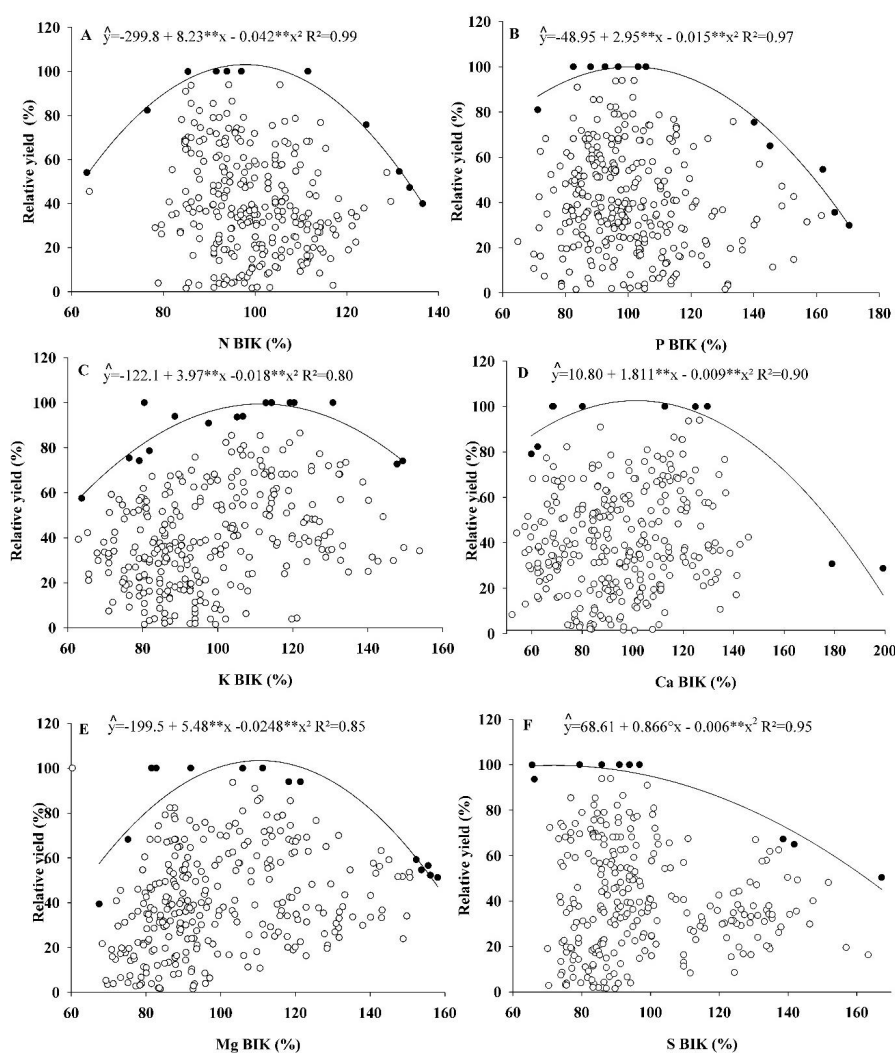 A ŷ=-299.8 + 8.23**x - 0.042**x² R²=0.99
Relative yield (%)
120
100
80
60
40
20
0
60 80 100 120 140
N BIK (%)
B ŷ=-48.95 + 2.95**x - 0.015**x² R²=0.97
Relative yield (%)
120
100
80
60
40
20
0
60 80 100 120 140 160 180
P BIK (%)
C ŷ=-122.1 + 3.97**x -0.018**x² R²=0.80
Relative yield (%)
120
100
80
60
40
20
0
60 80 100 120 140 160
K BIK (%)
D ŷ=10.80 + 1.811**x - 0.009**x² R²=0.90
Relative yield (%)
120
100
80
60
40
20
0
60 80 100 120 140 160 180 200
Ca BIK (%)
E ŷ=-199.5 + 5.48**x -0.0248**x² R²=0.85
Relative yield (%)
120
100
80
60
40
20
0
60 80 100 120 140 160
Mg BIK (%)
F ŷ=68.61 + 0.866°x - 0.006**x² R²=0.95
Relative yield (%)
120
100
80
60
40
20
0
60 80 100 120 140 160
S BIK (%)